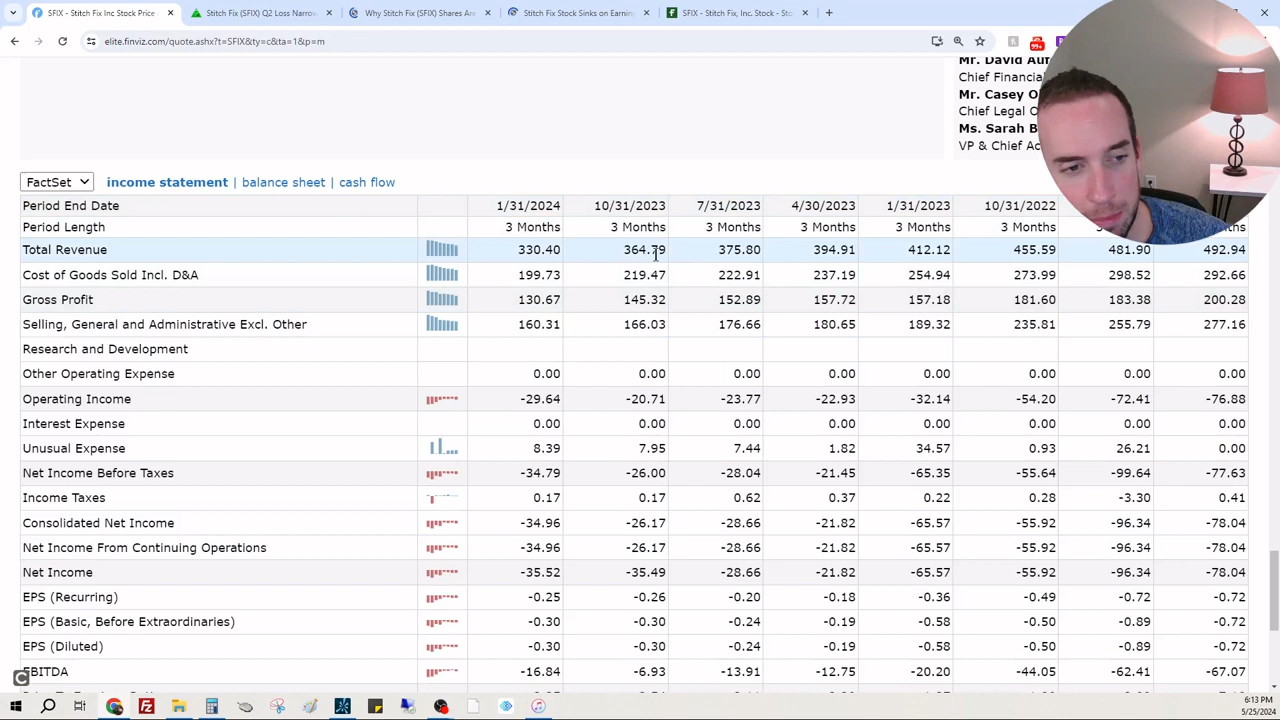 SFIX - Stitch Fix Inc Stock Price
Stitch Fix (SFIX) Q2 Loss Narrow
Why Stitch Fix (SFIX) Shares Are
Stitch Fix Stock Sinks on Earning
SFIX - Stitch Fix, Inc. Stock - Sto
elite.finviz.com/quote.ashx?t=SFIX&ty=c&ta=1&p=m
99+
Mr. David
Chief Financial
Mr. Casey O
Chief Legal O
Ms. Sarah B
VP & Chief Ac
FactSet income statement | balance sheet | cash flow
Period End Date 1/31/2024 10/31/2023 7/31/2023 4/30/2023 1/31/2023 10/31/2022
Period Length 3 Months 3 Months 3 Months 3 Months 3 Months 3 Months Months
Total Revenue 330.40 364.79 375.80 394.91 412.12 455.59 481.90 492.94
Cost of Goods Sold Incl. D&A 199.73 219.47 222.91 237.19 254.94 273.99 298.52 292.66
Gross Profit 130.67 145.32 152.89 157.72 157.18 181.60 183.38 200.28
Selling, General and Administrative Excl. Other 160.31 166.03 176.66 180.65 189.32 235.81 255.79 277.16
Research and Development
Other Operating Expense 0.00 0.00 0.00 0.00 0.00 0.00 0.00 0.00
Operating Income -29.64 -20.71 -23.77 -22.93 -32.14 -54.20 -72.41 -76.88
Interest Expense 0.00 0.00 0.00 0.00 0.00 0.00 0.00 0.00
Unusual Expense 8.39 7.95 7.44 1.82 34.57 0.93 26.21 0.00
Net Income Before Taxes -34.79 -26.00 -28.04 -21.45 -65.35 -55.64 -99.64 -77.63
Income Taxes 0.17 0.17 0.62 0.37 0.22 0.28 -3.30 0.41
Consolidated Net Income -34.96 -26.17 -28.66 -21.82 -65.57 -55.92 -96.34 -78.04
Net Income From Continuing Operations -34.96 -26.17 -28.66 -21.82 -65.57 -55.92 -96.34 -78.04
Net Income -35.52 -35.49 -28.66 -21.82 -65.57 -55.92 -96.34 -78.04
EPS (Recurring) -0.25 -0.26 -0.20 -0.18 -0.36 -0.49 -0.72 -0.72
EPS (Basic, Before Extraordinaries) -0.30 -0.30 -0.24 -0.19 -0.58 -0.50 -0.89 -0.72
EPS (Diluted) -0.30 -0.30 -0.24 -0.19 -0.58 -0.50 -0.89 -0.72
EBITDA -16.84 -6.93 -13.91 -12.75 -20.20 -44.05 -62.41 -67.07
6:13 PM
5/25/2024